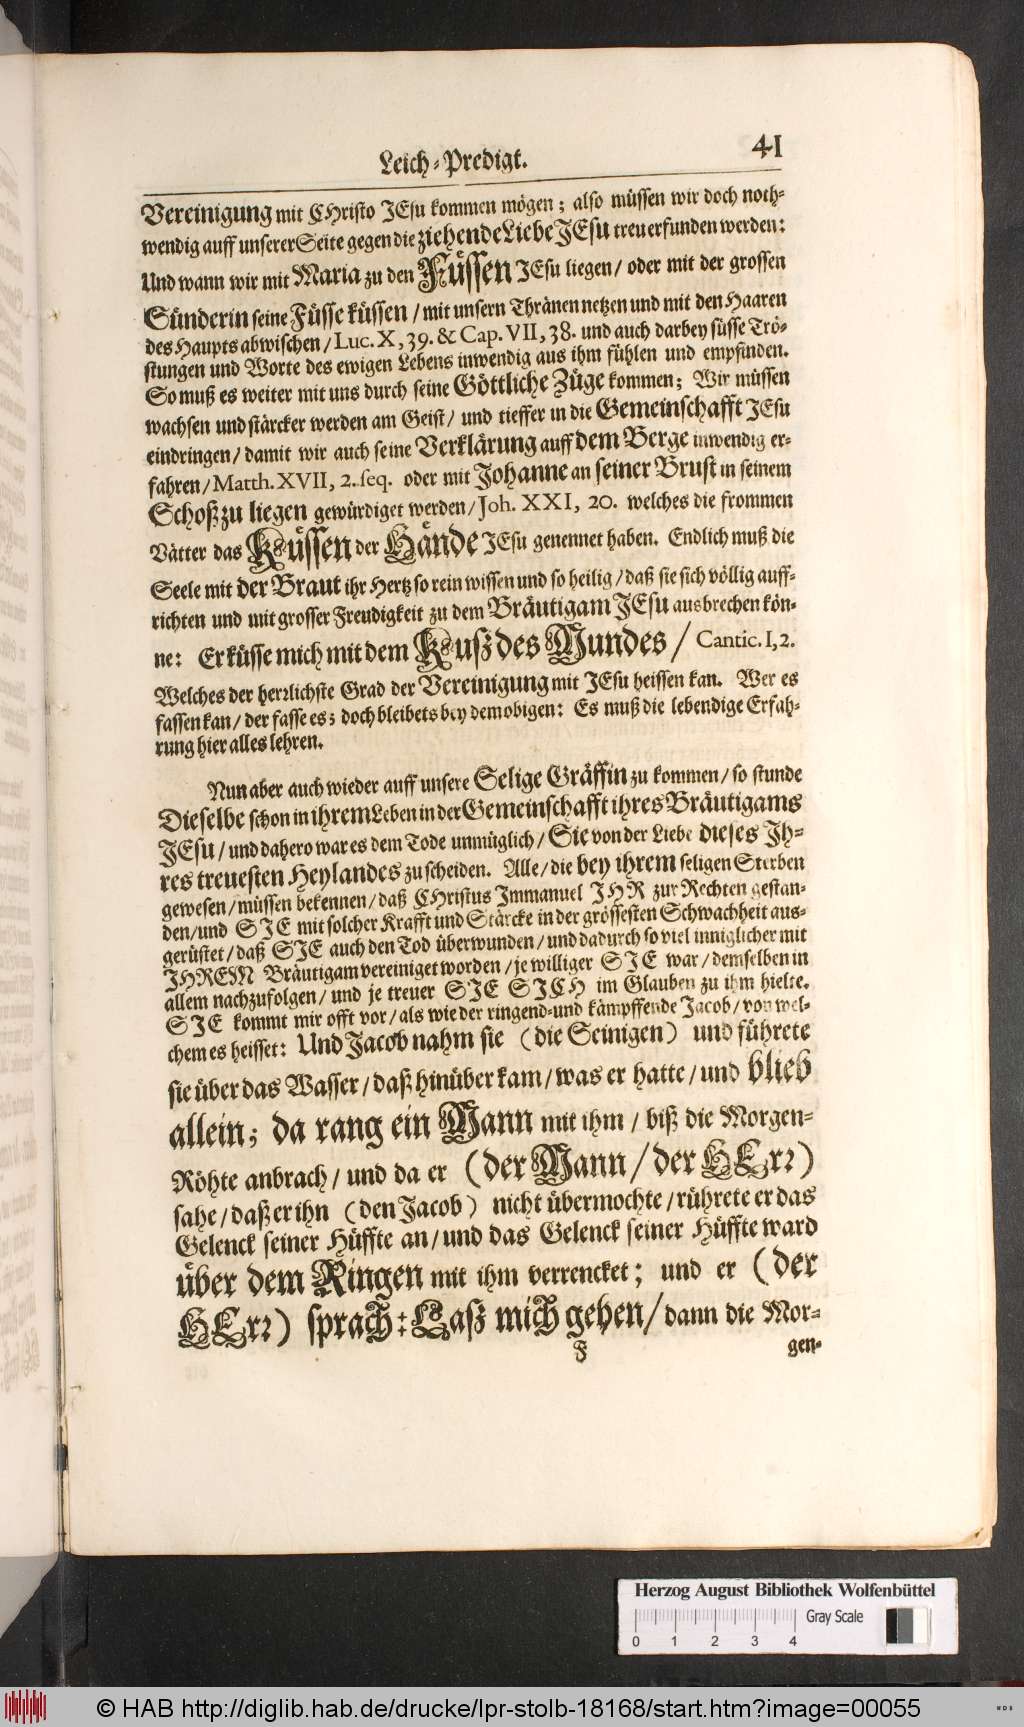 Leich-Predigt. 41
Vereinigung mit CHristo JEsu kommen mögen; also müssen wir doch noth-
wendig auff unserer Seite gegen die ziehende Liebe JEsu treu erfunden werden:
Und wann wir mit Maria zu den Füssen JEsu liegen/ oder mit der grossen
Sünderin seine Füsse küssen/ mit unsern Thränen netzen und mit den Haaren
des Haupts abwischen/ Luc. X, 39. & Cap. VII, 38. und auch darbey süsse Trö-
stungen und Worte des ewigen Lebens inwendig aus ihm fühlen und empfinden.
So muß es weiter mit uns durch seine Göttliche Züge kommen; Wir müssen
wachsen und stärcker werden am Geist/ und tieffer in die Gemeinschafft JEsu
eindringen/ damit wir auch seine Verklärung auff dem Berge inwendig er-
fahren/ Matth. XVII, 2. seq. oder mit Johanne an seiner Brust in seinem
Schoß zu liegen gewürdiget werden/ Joh. XXI, 20. welches die frommen
Vätter das Küssen der Hände JEsu genennet haben. Endlich muß die
Seele mit der Braut ihr Hertz so rein wissen und so heilig/ daß sie sich völlig auff-
richten und mit grosser Freudigkeit zu dem Bräutigam JEsu ausbrechen kön-
ne: Er küsse mich mit dem Kuß des Mundes/ Cantic. I, 2.
Welches der herrlichste Grad der Vereinigung mit JEsu heissen kan. Wer es
fassen kan/ der fasse es; doch bleibets bey dem obigen: Es muß die lebendige Erfah-
rung hier alles lehren.
Nun aber auch wieder auff unsere Selige Gräffin zu kommen/ so stunde
Dieselbe schon in ihrem Leben in der Gemeinschafft ihres Bräutigams
JEsu/ und dahero war es dem Tode unmüglich/ Sie von der Liebe dieses Ih-
res treuesten Heylandes zu scheiden. Alle/ die bey ihrem seligen Sterben
gewesen/ müssen bekennen/ daß CHristus Immanuel IHR zur Rechten gestan-
den/ und SIE mit solcher Krafft und Stärcke in der grössesten Schwachheit aus-
gerüstet/ daß SIE auch den Tod überwunden/ und dadurch so viel inniglicher mit
IHREM Bräutigam vereiniget worden/ je williger SIE war/ demselben in
allem nachzufolgen/ und je treuer SIE SICH im Glauben zu ihm hielte.
SIE kommt mir offt vor/ als wie der ringend- und kämpffende Jacob/ von wel-
chem es heisset: Und Jacob nahm sie (die Seinigen) und führete
sie über das Wasser/ daß hinüber kam/ was er hatte/ und blieb
allein; da rang ein Mann mit ihm/ biß die Morgen-
Röhte anbrach/ und da er (der Mann/ der HErr)
sahe/ daß er ihn (den Jacob) nicht übermochte/ rührete er das
Gelenck seiner Hüffte an/ und das Gelenck seiner Hüffte ward
über dem Ringen mit ihm verrencket; und er (der
HErr) sprach: Laß mich gehen/ dann die Mor-
F gen-
Herzog August Bibliothek Wolfenbüttel
Gray Scale
0 1 2 3 4
© HAB http://diglib.hab.de/drucke/lpr-stolb-18168/start.htm?image=00055